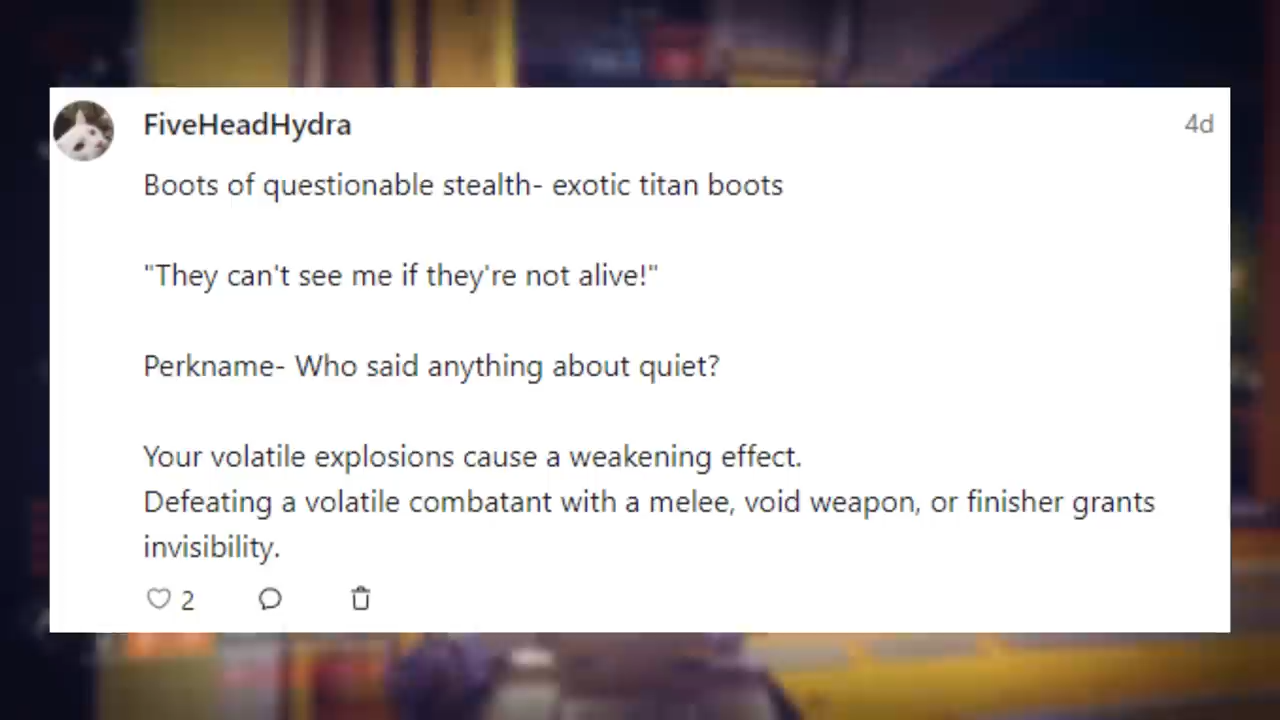 FiveHeadHydra
4d
Boots of questionable stealth- exotic titan boots
"They can't see me if they're not alive!"
Perkname- Who said anything about quiet?
Your volatile explosions cause a weakening effect.
Defeating a volatile combatant with a melee, void weapon, or finisher grants
invisibility.
2